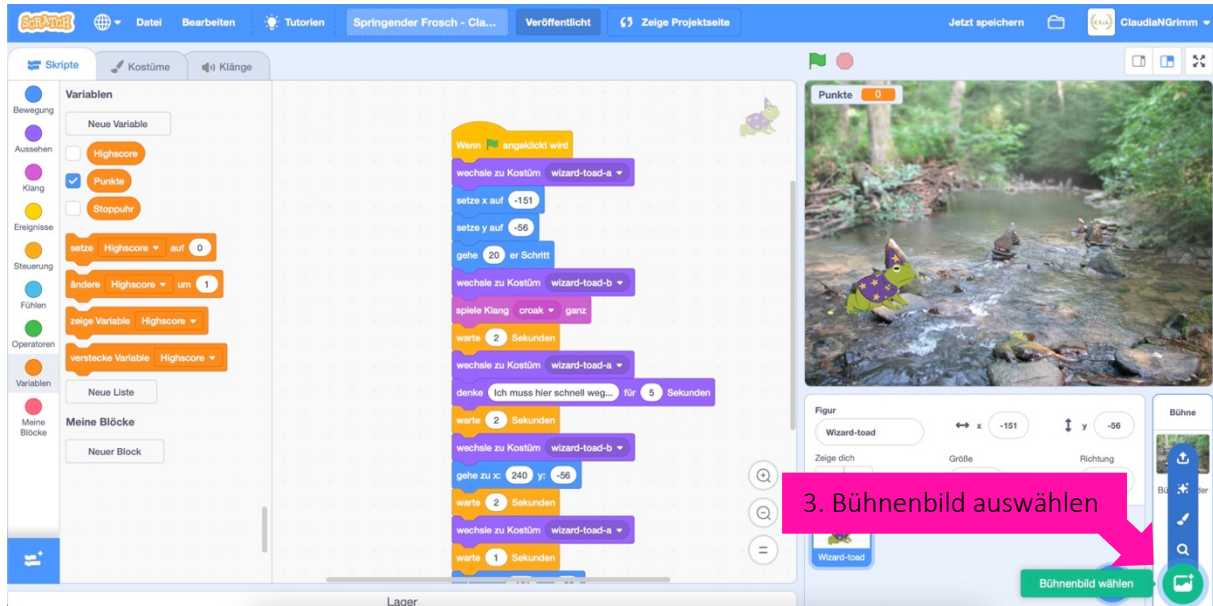 SCRATCH
Datei
Bearbeiten
Tutorien
Springender Frosch - Cla...
Veröffentlicht
Zeige Projektseite
Jetzt speichern
ClaudiaNGrimm
Skripte
Kostüme
Klänge
Bewegung
Aussehen
Klang
Ereignisse
Steuerung
Fühlen
Operatoren
Variablen
Meine
Blöcke
Variablen
Neue Variable
Highscore
Punkte
Stoppuhr
setze Highscore auf 0
ändere Highscore um 1
zeige Variable Highscore
verstecke Variable Highscore
Neue Liste
Meine Blöcke
Neuer Block
Wenn angeklickt wird
wechsle zu Kostüm wizard-toad-a
setze x auf -151
setze y auf -56
gehe 20 er Schritt
wechsle zu Kostüm wizard-toad-b
spiele Klang croak ganz
warte 2 Sekunden
wechsle zu Kostüm wizard-toad-a
denke Ich muss hier schnell weg... für 5 Sekunden
warte 2 Sekunden
wechsle zu Kostüm wizard-toad-b
gehe zu x: 240 y: -56
warte 2 Sekunden
wechsle zu Kostüm wizard-toad-a
warte 1 Sekunden
Lager
Punkte 0
Figur
Wizard-toad
x -151
y -56
Zeige dich
Größe
Richtung
Bühne
3. Bühnenbild auswählen
Wizard-toad
Bühnenbild wählen